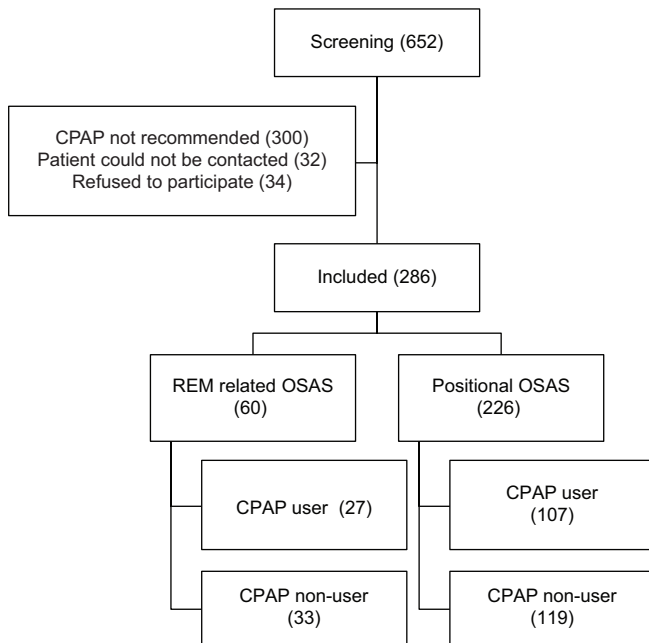 Screening (652)
CPAP not recommended (300)
Patient could not be contacted (32)
Refused to participate (34)
Included (286)
REM related OSAS
(60)
Positional OSAS
(226)
CPAP user (27)
CPAP user
(107)
CPAP non-user
(33)
CPAP non-user
(119)